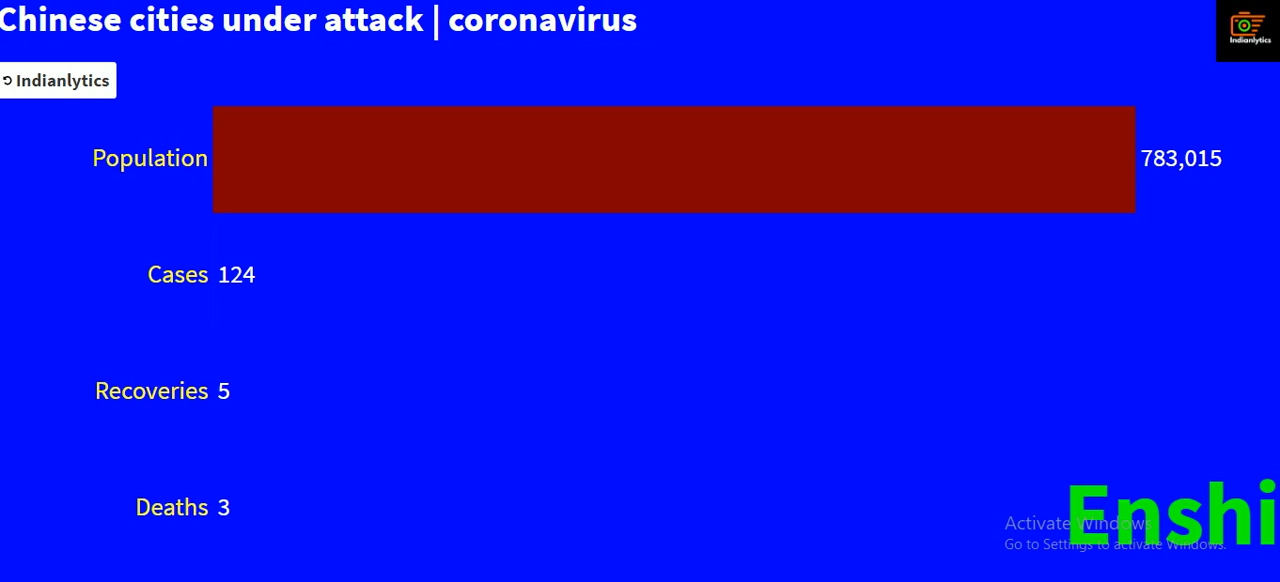 Chinese cities under attack | coronavirus
Indianlytics
Indianlytics
Population 783,015
Cases 124
Recoveries 5
Deaths 3
Enshi
Activate Windows
Go to Settings to activate Windows.